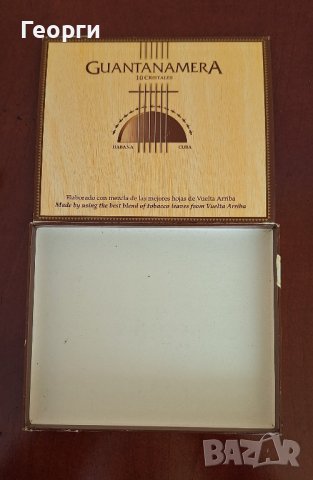 Георги
GUANTANAMERA
10 CRISTALES
HABANA CUBA
Elaborado con mezcla de las mejores hojas de Vuelta Arriba
Made by using the best blend of tobacco leaves from Vuelta Arriba
BAZAR